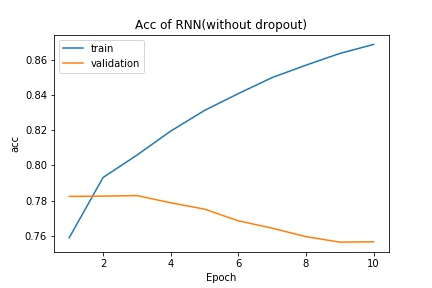 Acc of RNN(without dropout)
train
validation
acc
0.86
0.84
0.82
0.80
0.78
0.76
2 4 6 8 10
Epoch